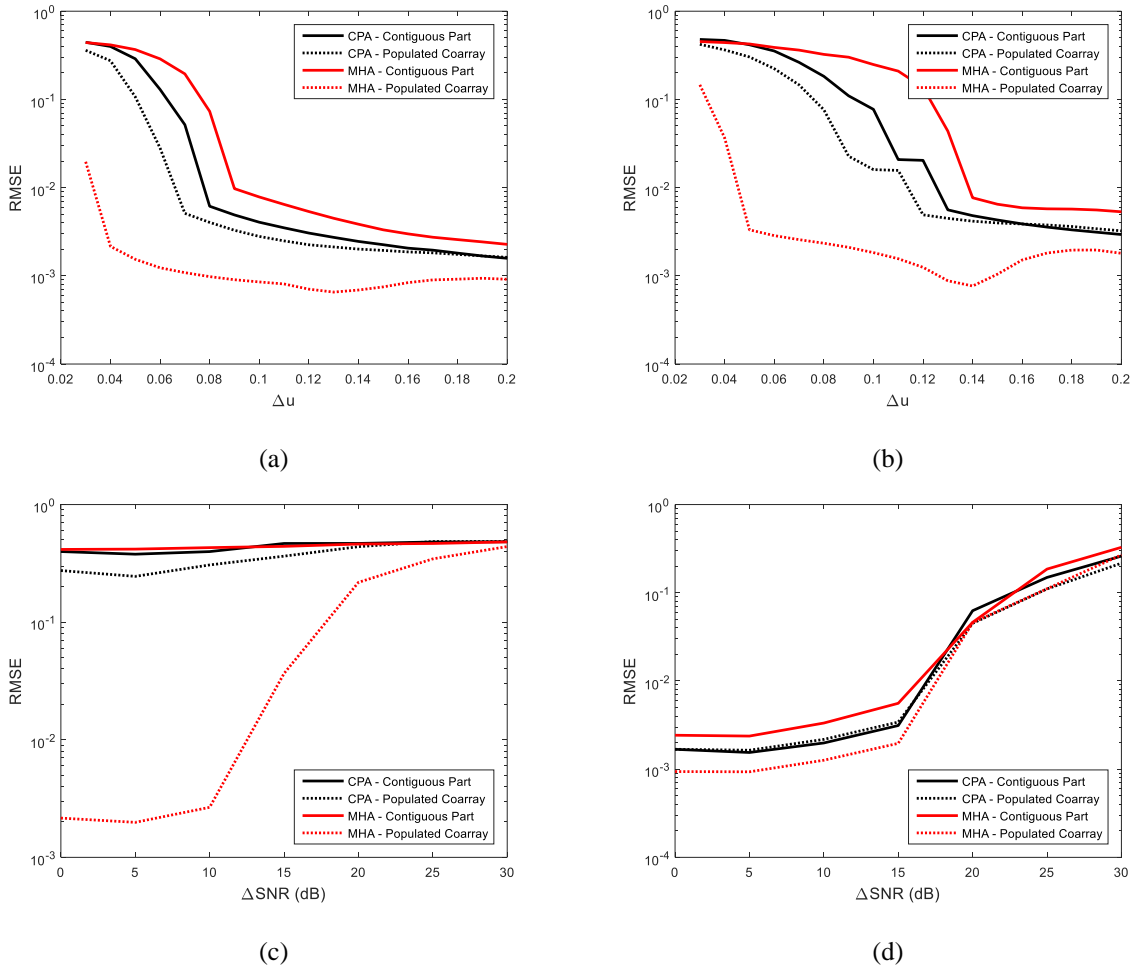 10^0
10^-1
10^-2
10^-3
10^-4
RMSE
0.02 0.04 0.06 0.08 0.1 0.12 0.14 0.16 0.18 0.2
Δu
CPA - Contiguous Part
CPA - Populated Coarray
MHA - Contiguous Part
MHA - Populated Coarray
(a)
10^0
10^-1
10^-2
10^-3
10^-4
RMSE
0.02 0.04 0.06 0.08 0.1 0.12 0.14 0.16 0.18 0.2
Δu
CPA - Contiguous Part
CPA - Populated Coarray
MHA - Contiguous Part
MHA - Populated Coarray
(b)
10^0
10^-1
10^-2
10^-3
RMSE
0 5 10 15 20 25 30
ΔSNR (dB)
CPA - Contiguous Part
CPA - Populated Coarray
MHA - Contiguous Part
MHA - Populated Coarray
(c)
10^0
10^-1
10^-2
10^-3
10^-4
RMSE
0 5 10 15 20 25 30
ΔSNR (dB)
CPA - Contiguous Part
CPA - Populated Coarray
MHA - Contiguous Part
MHA - Populated Coarray
(d)